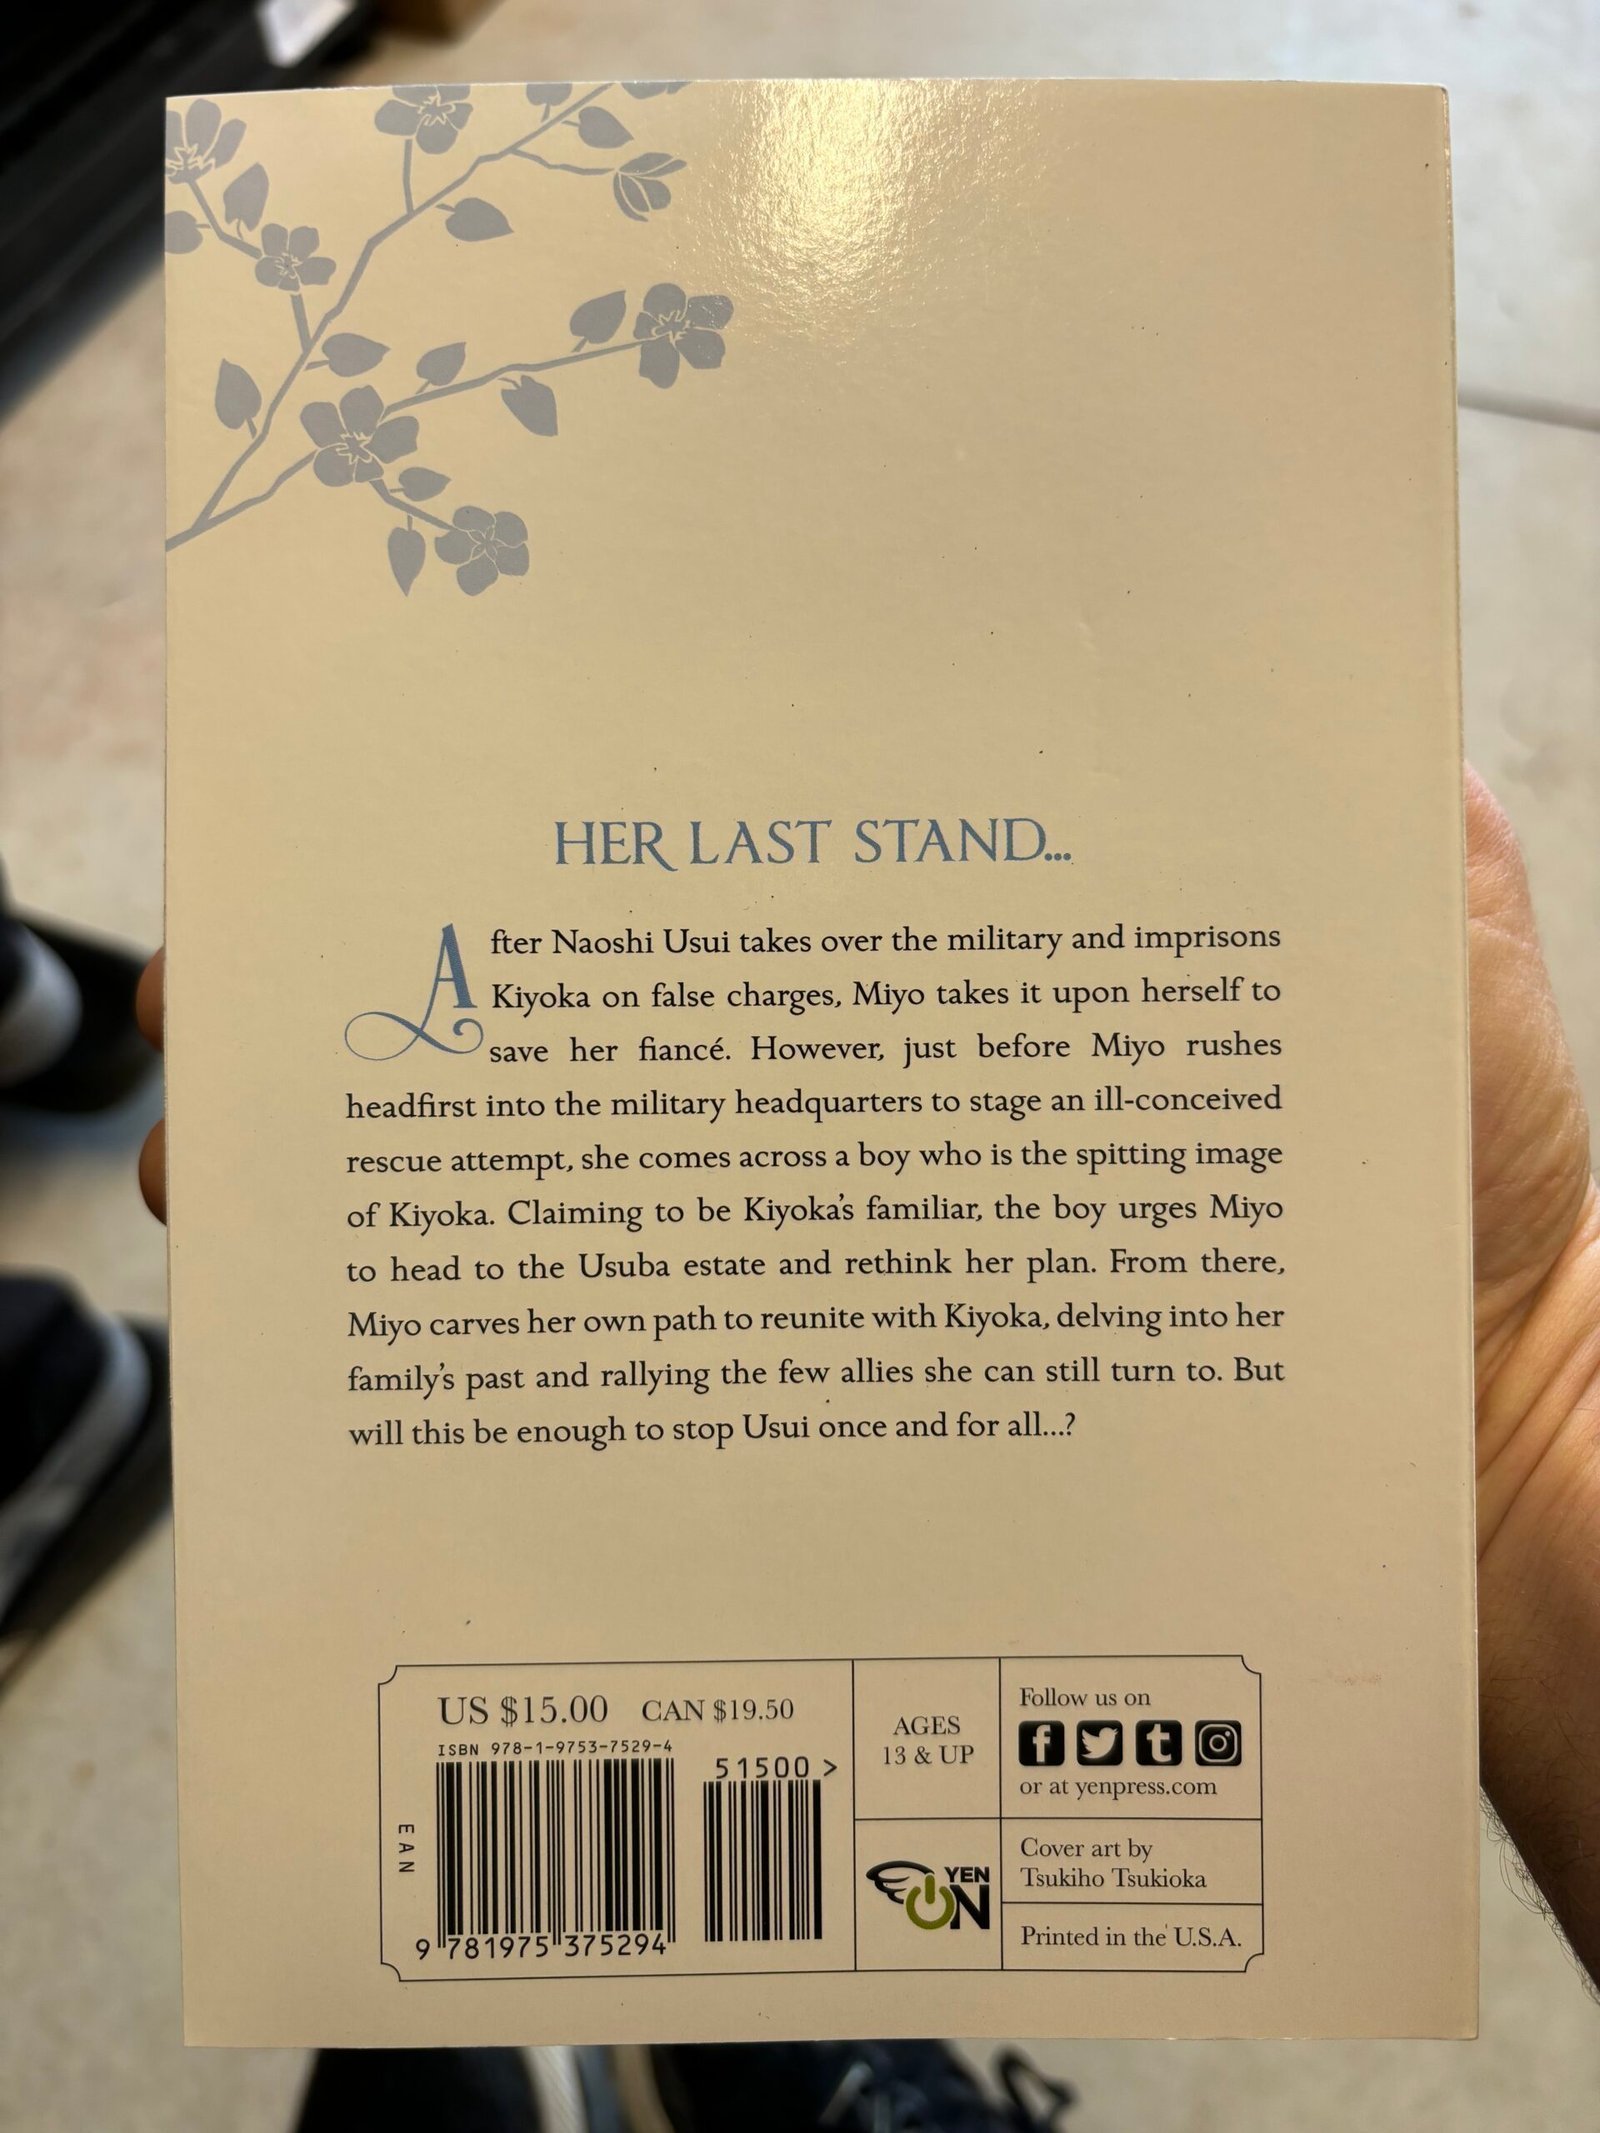 HER LAST STAND...
After Naoshi Usui takes over the military and imprisons
Kiyoka on false charges, Miyo takes it upon herself to
save her fiancé. However, just before Miyo rushes
headfirst into the military headquarters to stage an ill-conceived
rescue attempt, she comes across a boy who is the spitting image
of Kiyoka. Claiming to be Kiyoka's familiar, the boy urges Miyo
to head to the Usuba estate and rethink her plan. From there,
Miyo carves her own path to reunite with Kiyoka, delving into her
family's past and rallying the few allies she can still turn to. But
will this be enough to stop Usui once and for all...?
US $15.00 CAN $19.50
ISBN 978-1-9753-7529-4
51500 >
EAN
9 781975 375294
AGES
13 & UP
YEN
ON
Follow us on
or at yenpress.com
Cover art by
Tsukiho Tsukioka
Printed in the U.S.A.